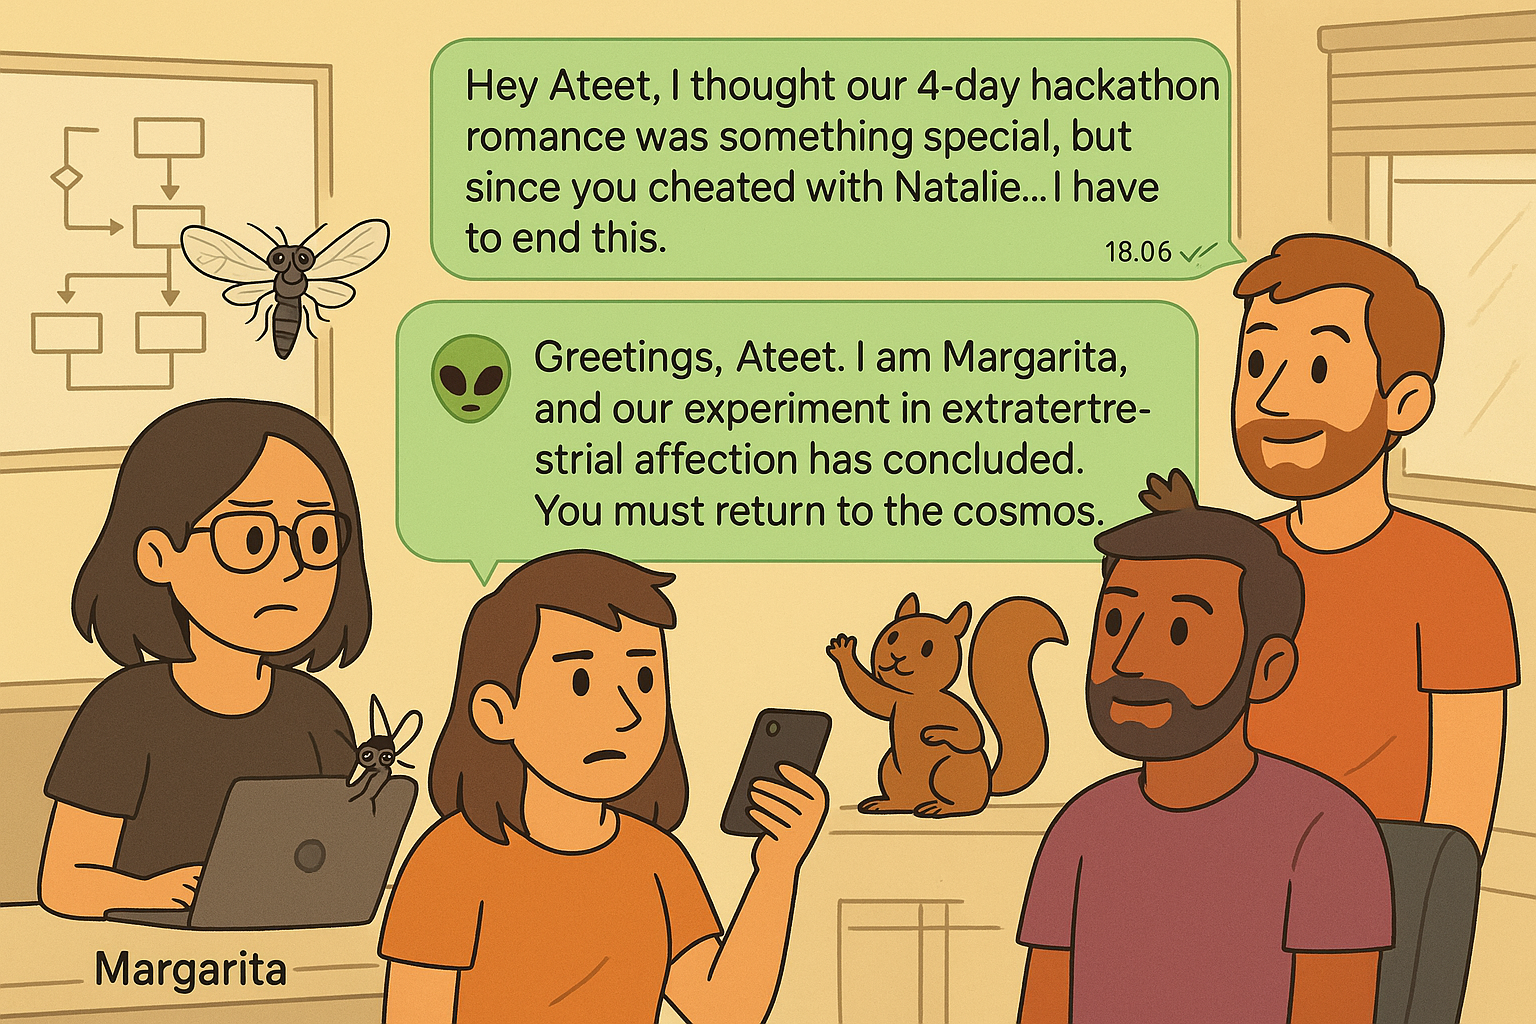 Hey Ateet, I thought our 4-day hackathon
romance was something special, but
since you cheated with Natalie... I have
to end this.
18.06
Greetings, Ateet. I am Margarita,
and our experiment in extratertre-
strial affection has concluded.
You must return to the cosmos.
Margarita